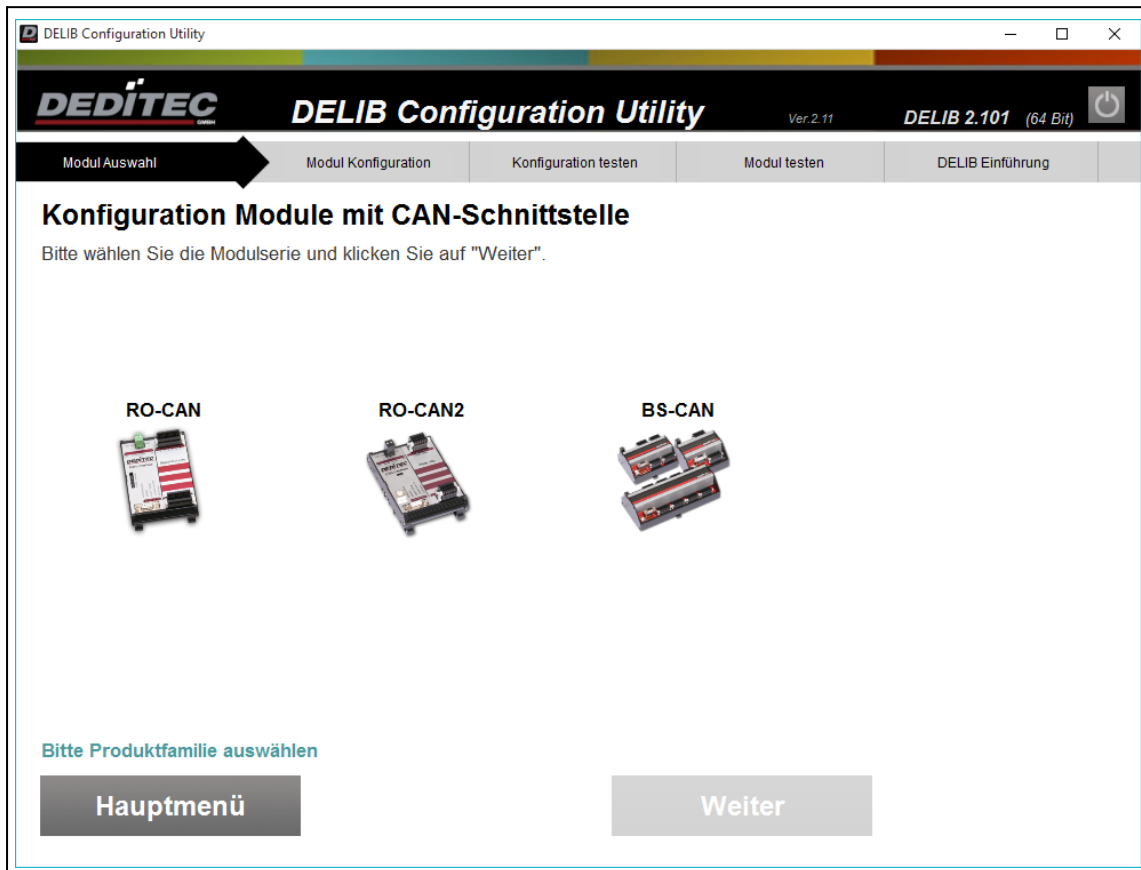 DELIB Configuration Utility
DEDITEC
GMBH
DELIB Configuration Utility
Ver.2.11
DELIB 2.101 (64 Bit)
Modul Auswahl
Modul Konfiguration
Konfiguration testen
Modul testen
DELIB Einführung
Konfiguration Module mit CAN-Schnittstelle
Bitte wählen Sie die Modulserie und klicken Sie auf "Weiter".
RO-CAN
RO-CAN2
BS-CAN
Bitte Produktfamilie auswählen
Hauptmenü
Weiter